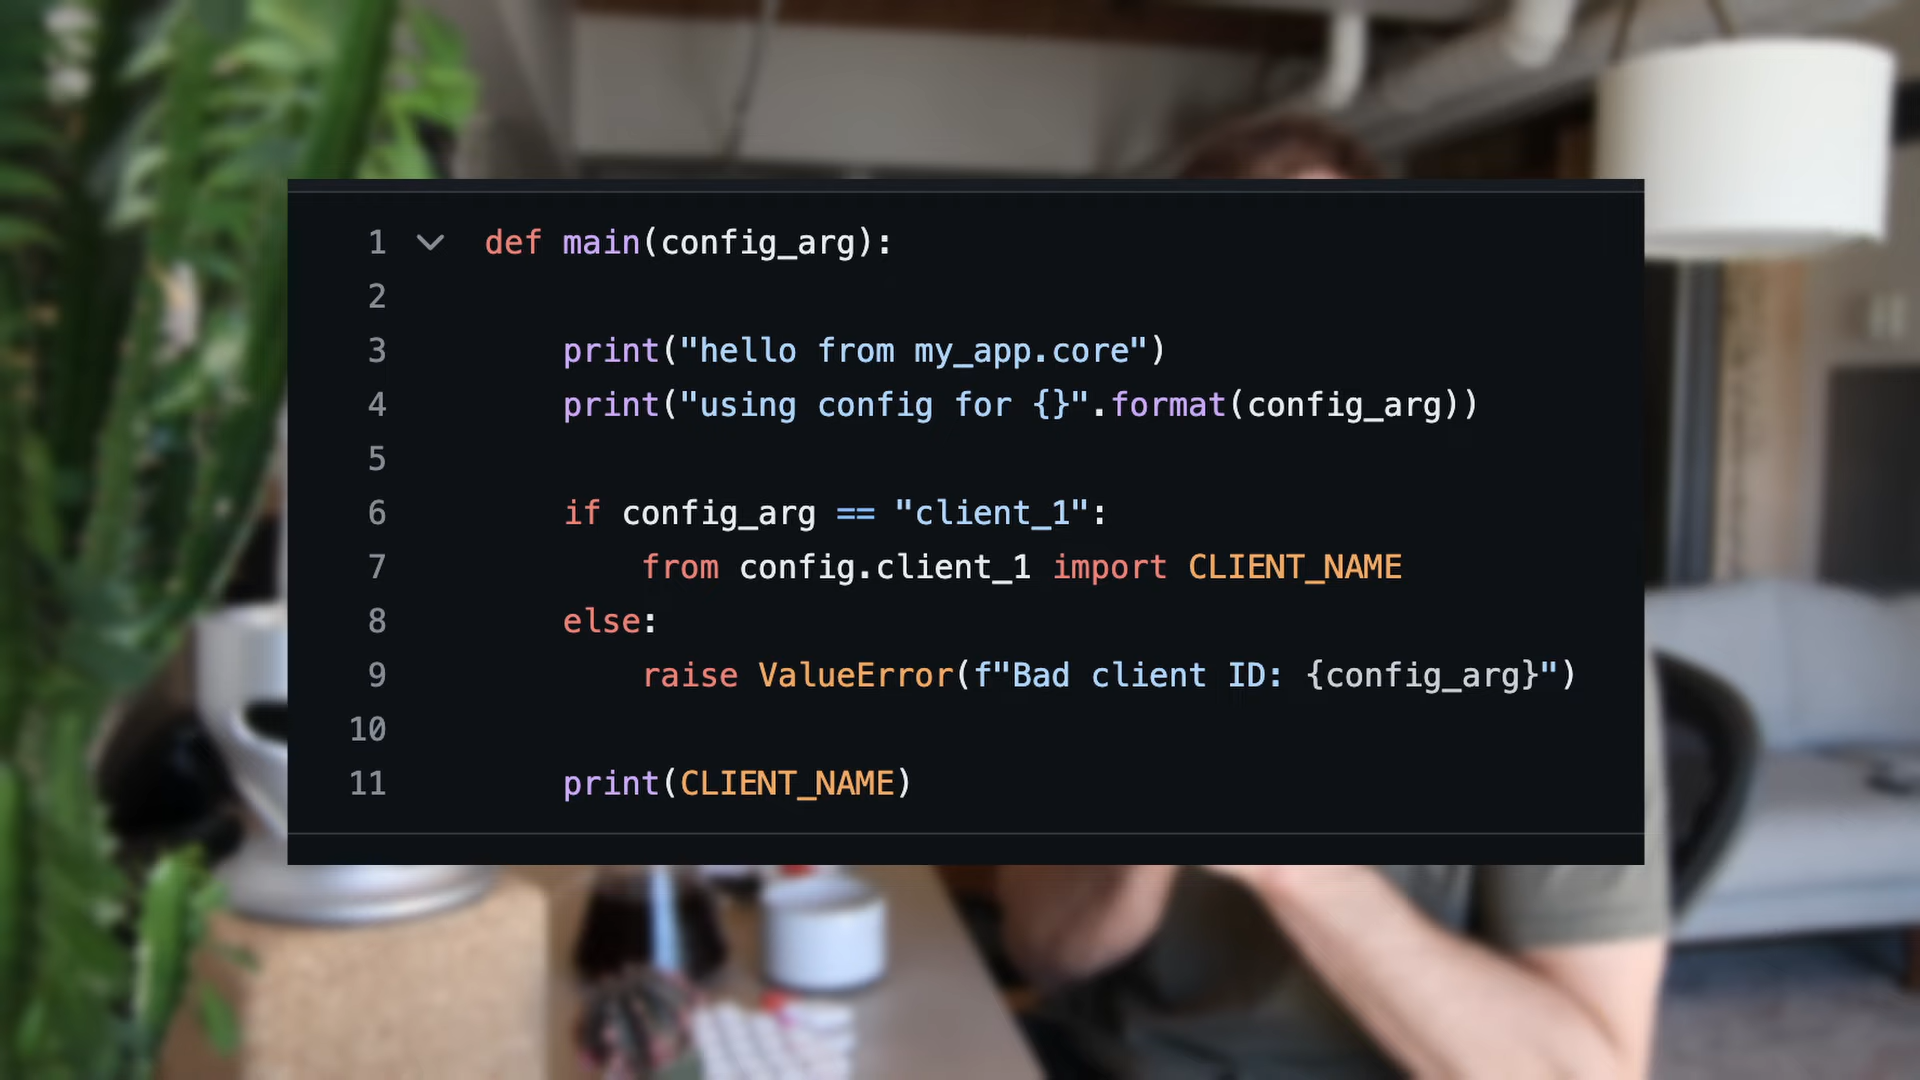 1 def main(config_arg):
2
3 print("hello from my_app.core")
4 print("using config for {}".format(config_arg))
5
6 if config_arg == "client_1":
7 from config.client_1 import CLIENT_NAME
8 else:
9 raise ValueError(f"Bad client ID: {config_arg}")
10
11 print(CLIENT_NAME)